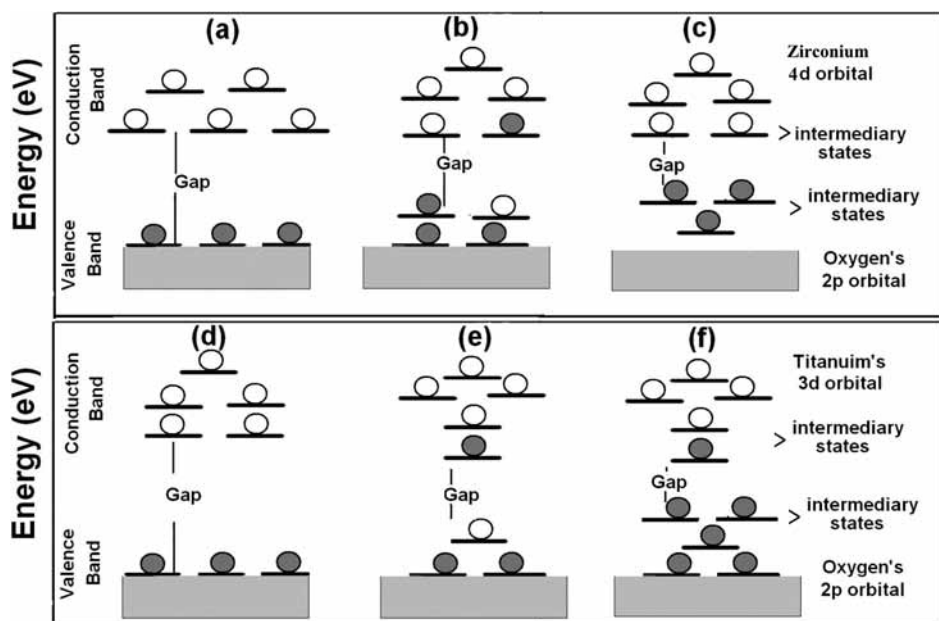 (a)
(b)
(c)
Energy (eV)
Conduction
Band
Valence
Band
Gap
Gap
Gap
Zirconium
4d orbital
intermediary
states
intermediary
states
Oxygen's
2p orbital
(d)
(e)
(f)
Energy (eV)
Conduction
Band
Valence
Band
Gap
Gap
Gap
Titanuim's
3d orbital
intermediary
states
intermediary
states
Oxygen's
2p orbital